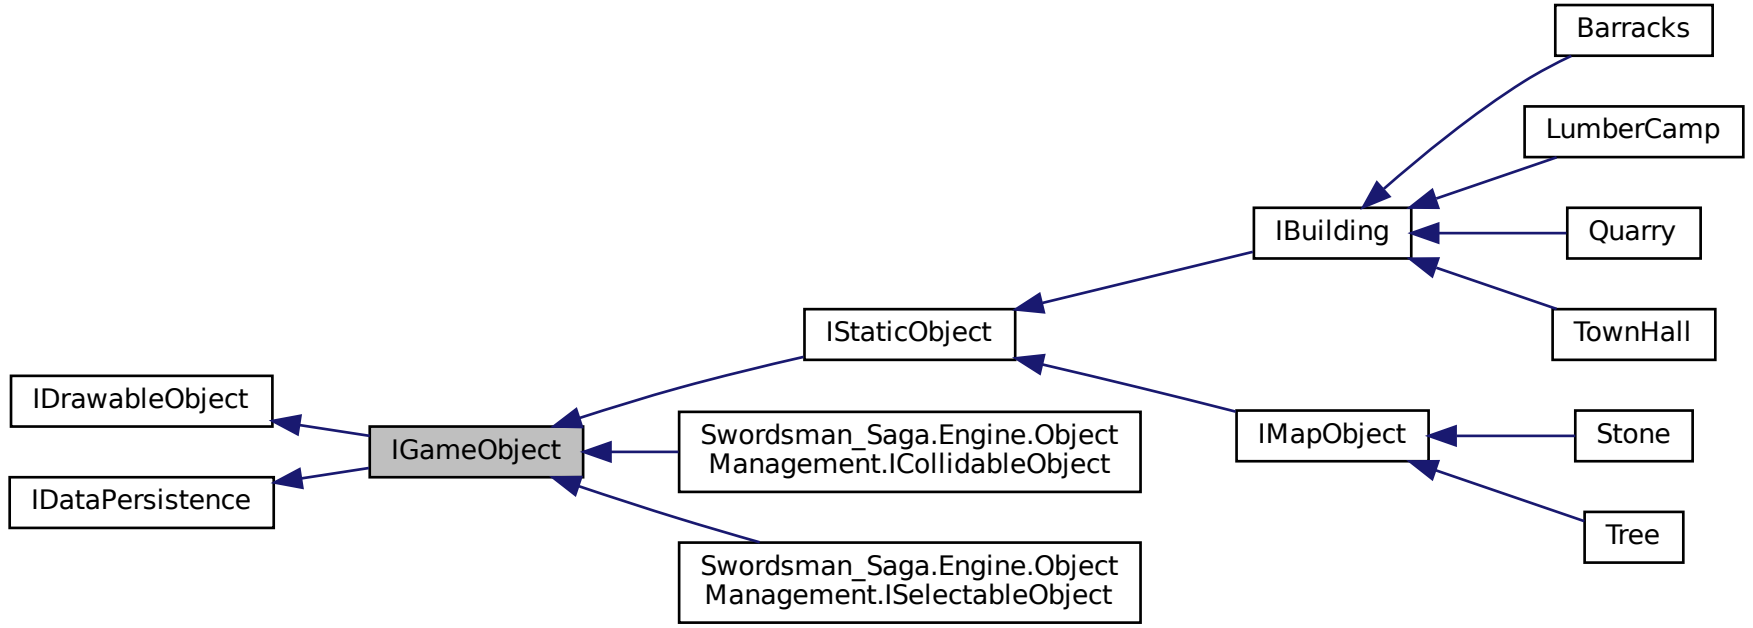 Barracks
LumberCamp
IBuilding
Quarry
IStaticObject
TownHall
IDrawableObject
IGameObject
Swordsman_Saga.Engine.Object
Management.ICollidableObject
IMapObject
Stone
IDataPersistence
Tree
Swordsman_Saga.Engine.Object
Management.ISelectableObject